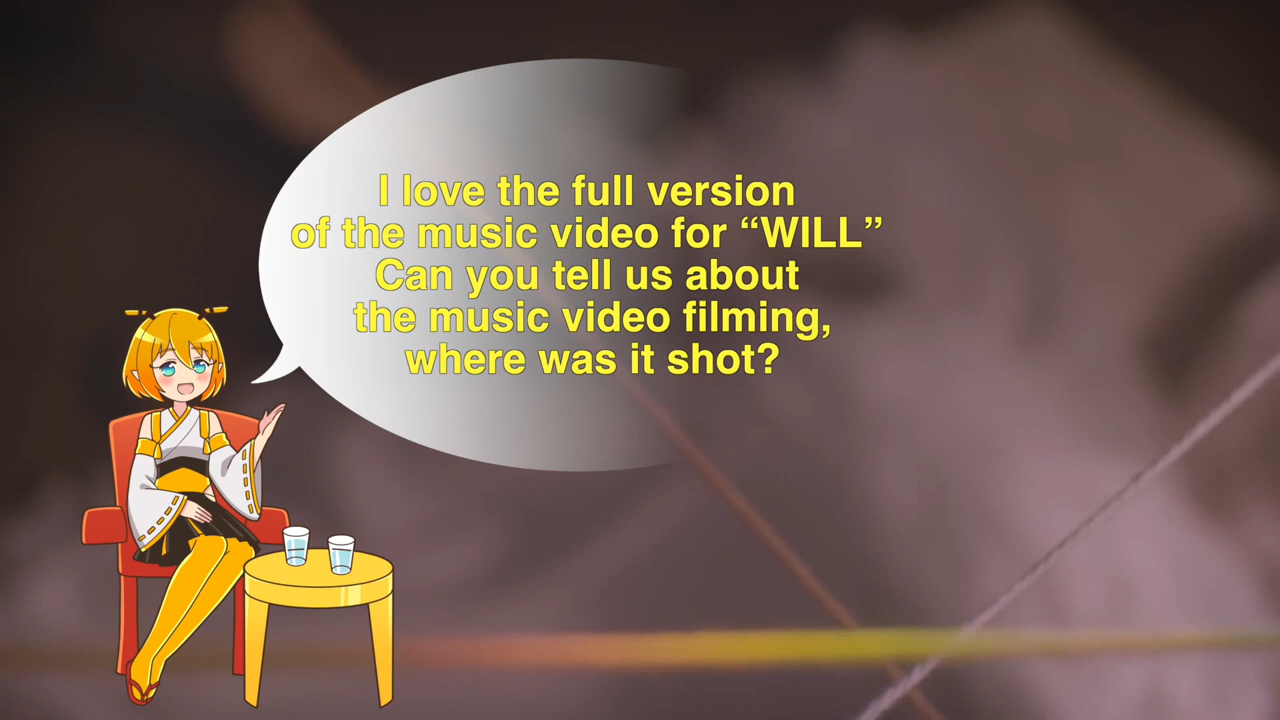 I love the full version
of the music video for “WILL”
Can you tell us about
the music video filming,
where was it shot?